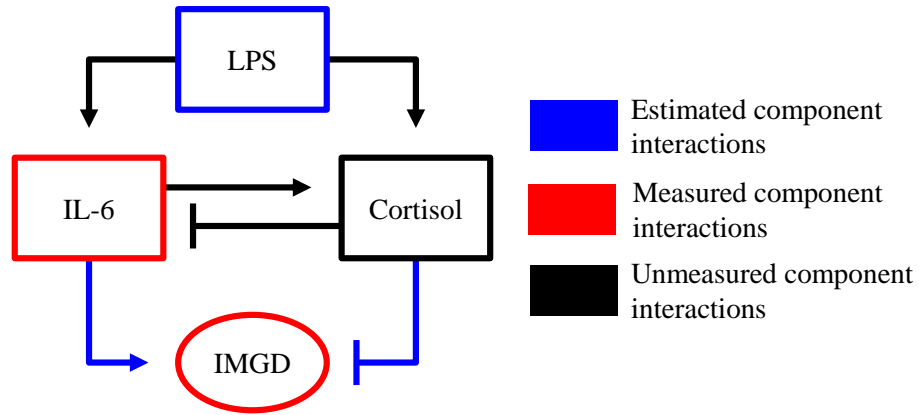 LPS
IL-6
Cortisol
IMGD
Estimated component
interactions
Measured component
interactions
Unmeasured component
interactions